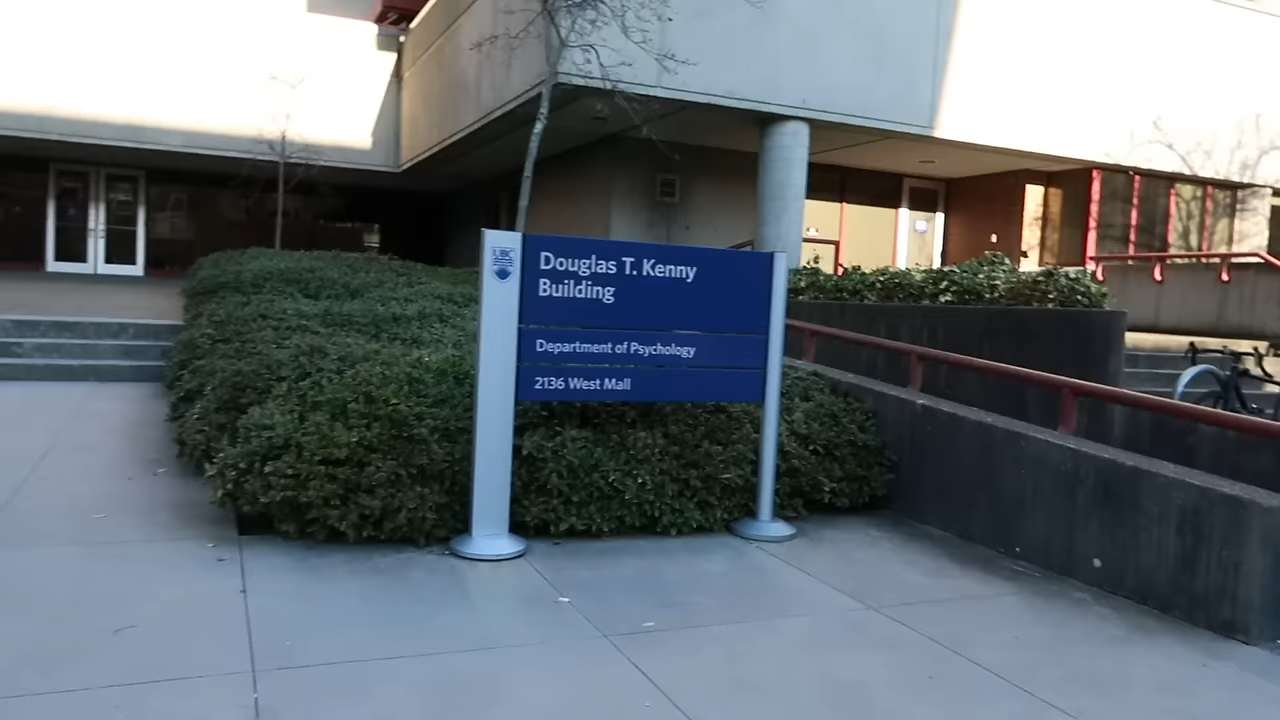 UBC
Douglas T. Kenny
Building
Department of Psychology
2136 West Mall